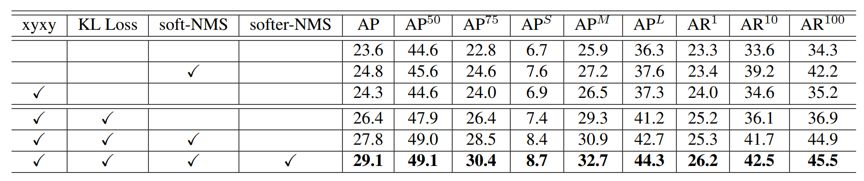 xyxy KL Loss soft-NMS softer-NMS AP AP^50 AP^75 AP^S AP^M AP^L AR^1 AR^10 AR^100
23.6 44.6 22.8 6.7 25.9 36.3 23.3 33.6 34.3
✓ 24.8 45.6 24.6 7.6 27.2 37.6 23.4 39.2 42.2
✓ 24.3 44.6 24.0 6.9 26.5 37.3 24.0 34.6 35.2
✓ ✓ 26.4 47.9 26.4 7.4 29.3 41.2 25.2 36.1 36.9
✓ ✓ ✓ 27.8 49.0 28.5 8.4 30.9 42.7 25.3 41.7 44.9
✓ ✓ ✓ ✓ 29.1 49.1 30.4 8.7 32.7 44.3 26.2 42.5 45.5